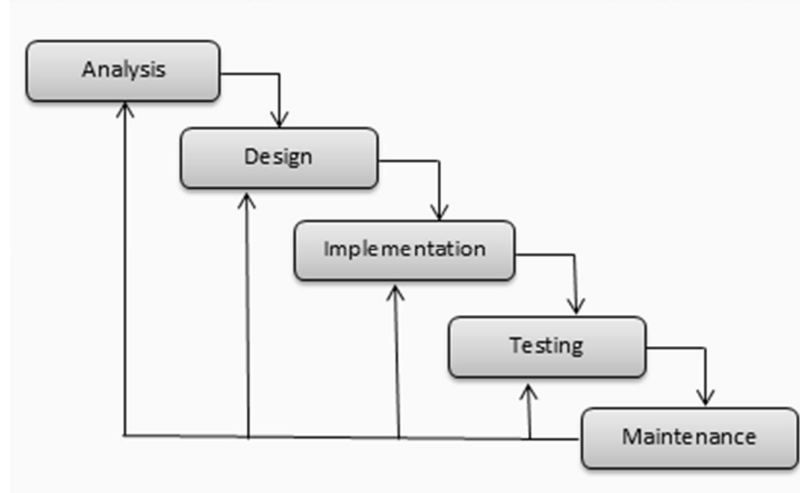 Analysis
Design
Implementation
Testing
Maintenance